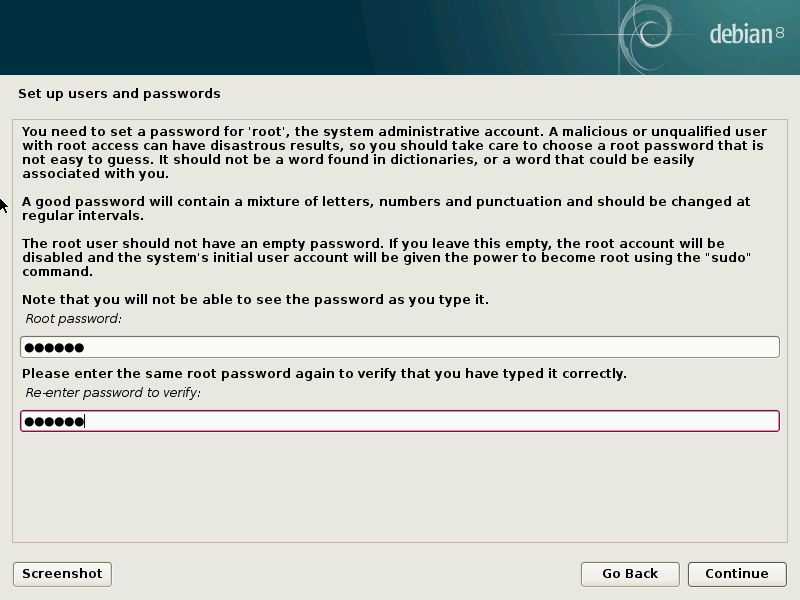 debian 8
Set up users and passwords
You need to set a password for 'root', the system administrative account. A malicious or unqualified user
with root access can have disastrous results, so you should take care to choose a root password that is
not easy to guess. It should not be a word found in dictionaries, or a word that could be easily
associated with you.
A good password will contain a mixture of letters, numbers and punctuation and should be changed at
regular intervals.
The root user should not have an empty password. If you leave this empty, the root account will be
disabled and the system's initial user account will be given the power to become root using the "sudo"
command.
Note that you will not be able to see the password as you type it.
Root password:
●●●●●●
Please enter the same root password again to verify that you have typed it correctly.
Re-enter password to verify:
●●●●●●
Screenshot
Go Back
Continue